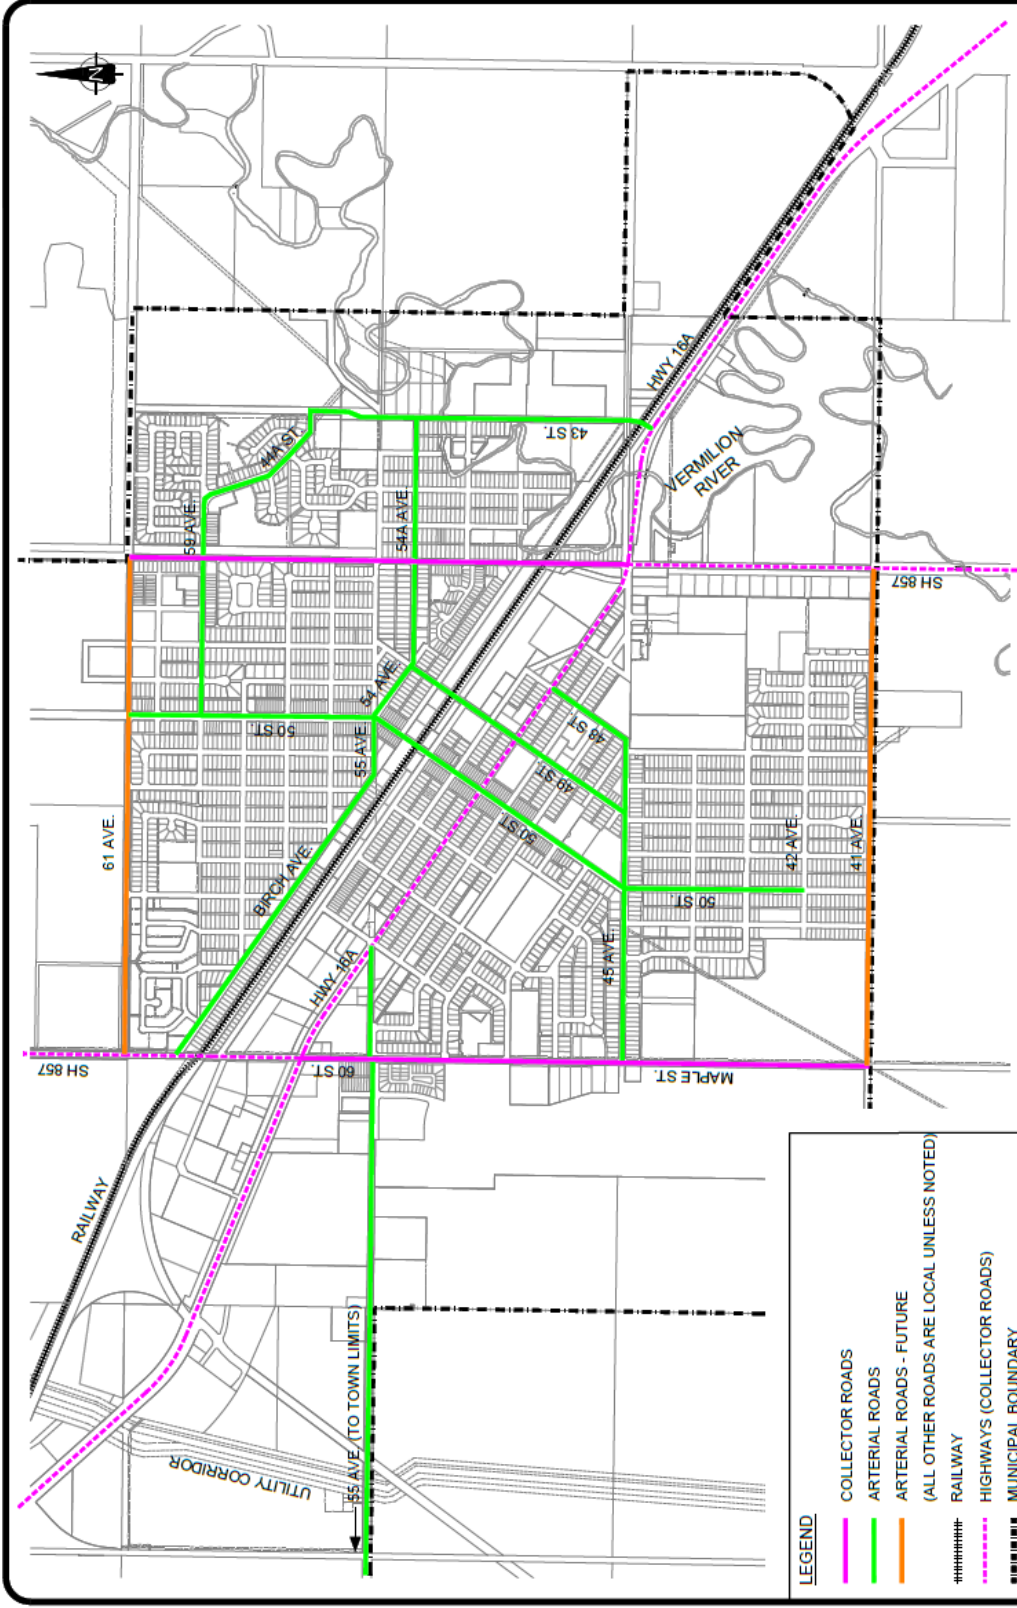 N
HWY 16A
VERMILION
RIVER
43 ST.
44A ST.
59 AVE.
54A AVE.
SH 857
54 AVE.
50 ST.
55 AVE.
48 ST.
49 ST.
50 ST.
61 AVE.
BIRCH AVE.
42 AVE.
41 AVE.
50 ST.
45 AVE.
HWY 16A
SH 857
60 ST.
MAPLE ST.
RAILWAY
UTILITY CORRIDOR
55 AVE (TO TOWN LIMITS)
LEGEND
COLLECTOR ROADS
ARTERIAL ROADS
ARTERIAL ROADS - FUTURE
(ALL OTHER ROADS ARE LOCAL UNLESS NOTED)
RAILWAY
HIGHWAYS (COLLECTOR ROADS)
MUNICIPAL BOUNDARY